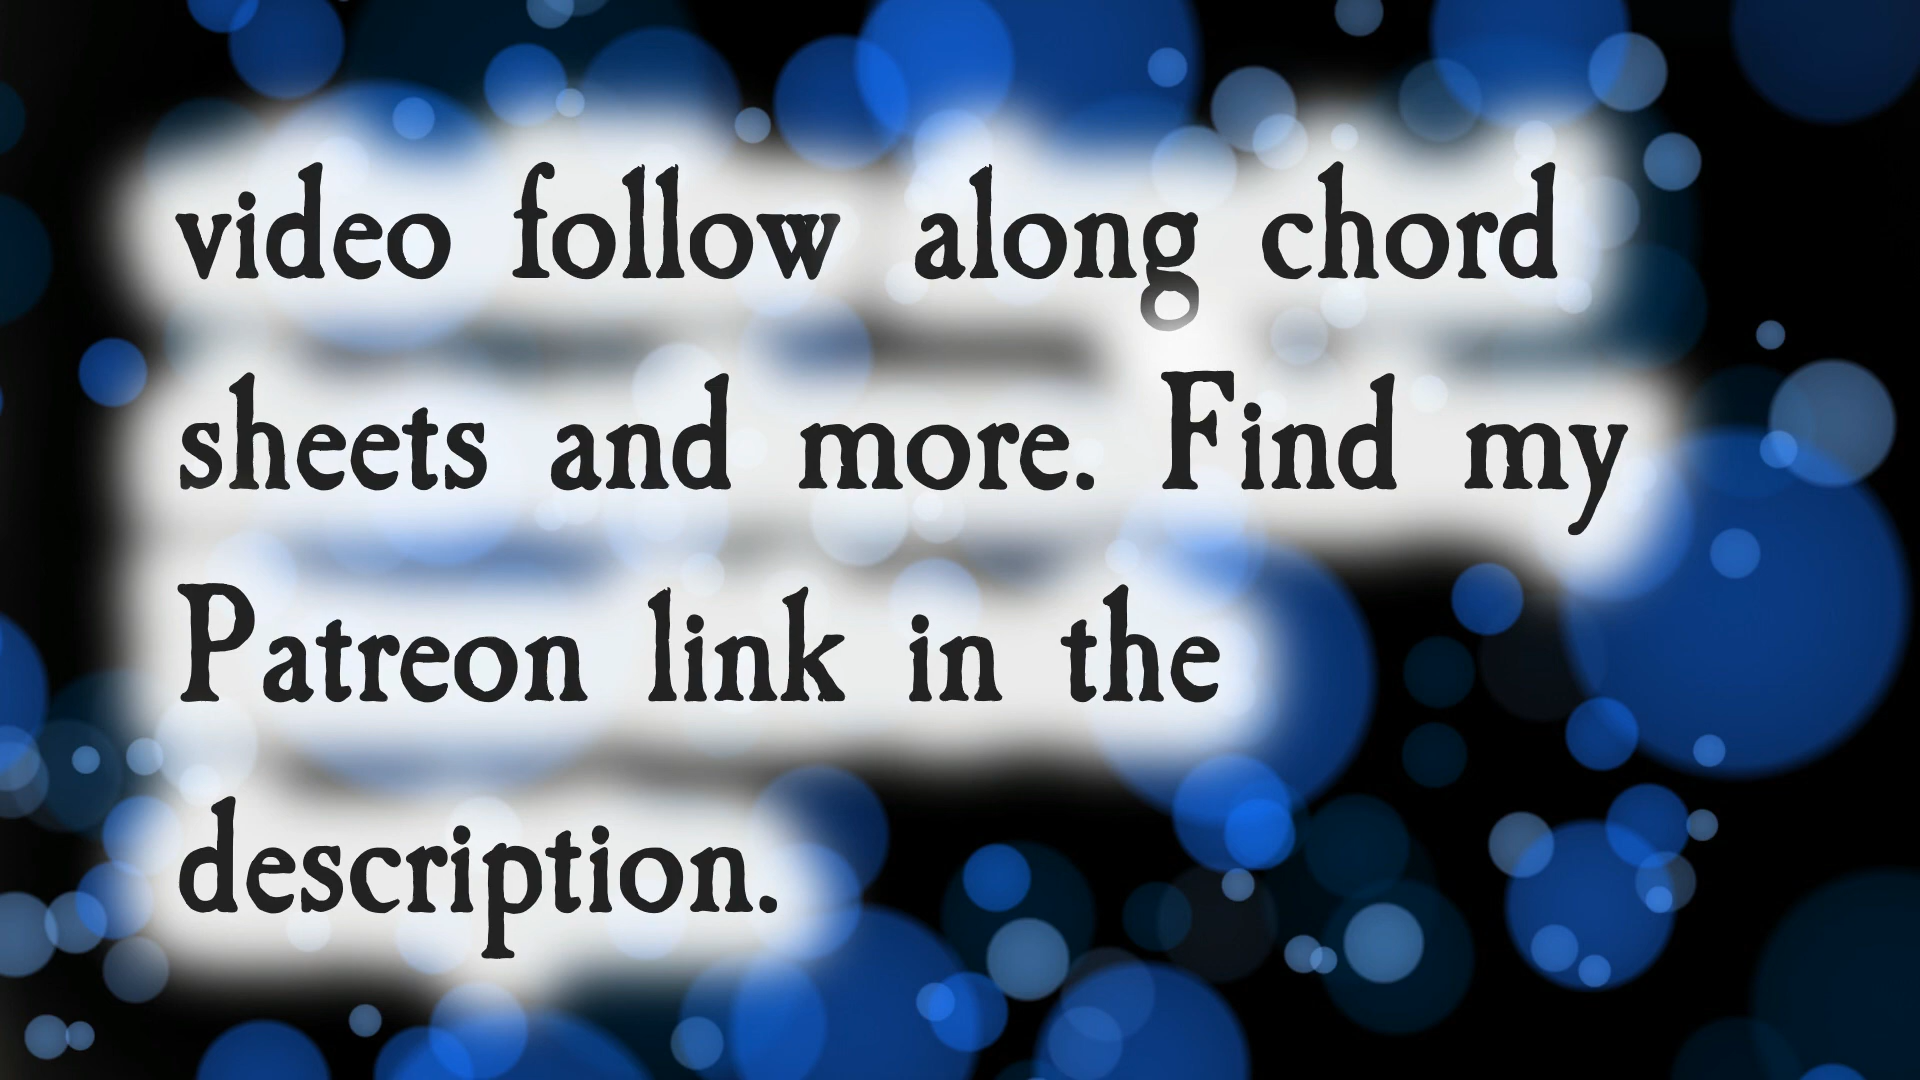 video follow along chord
sheets and more. Find my
Patreon link in the
description.